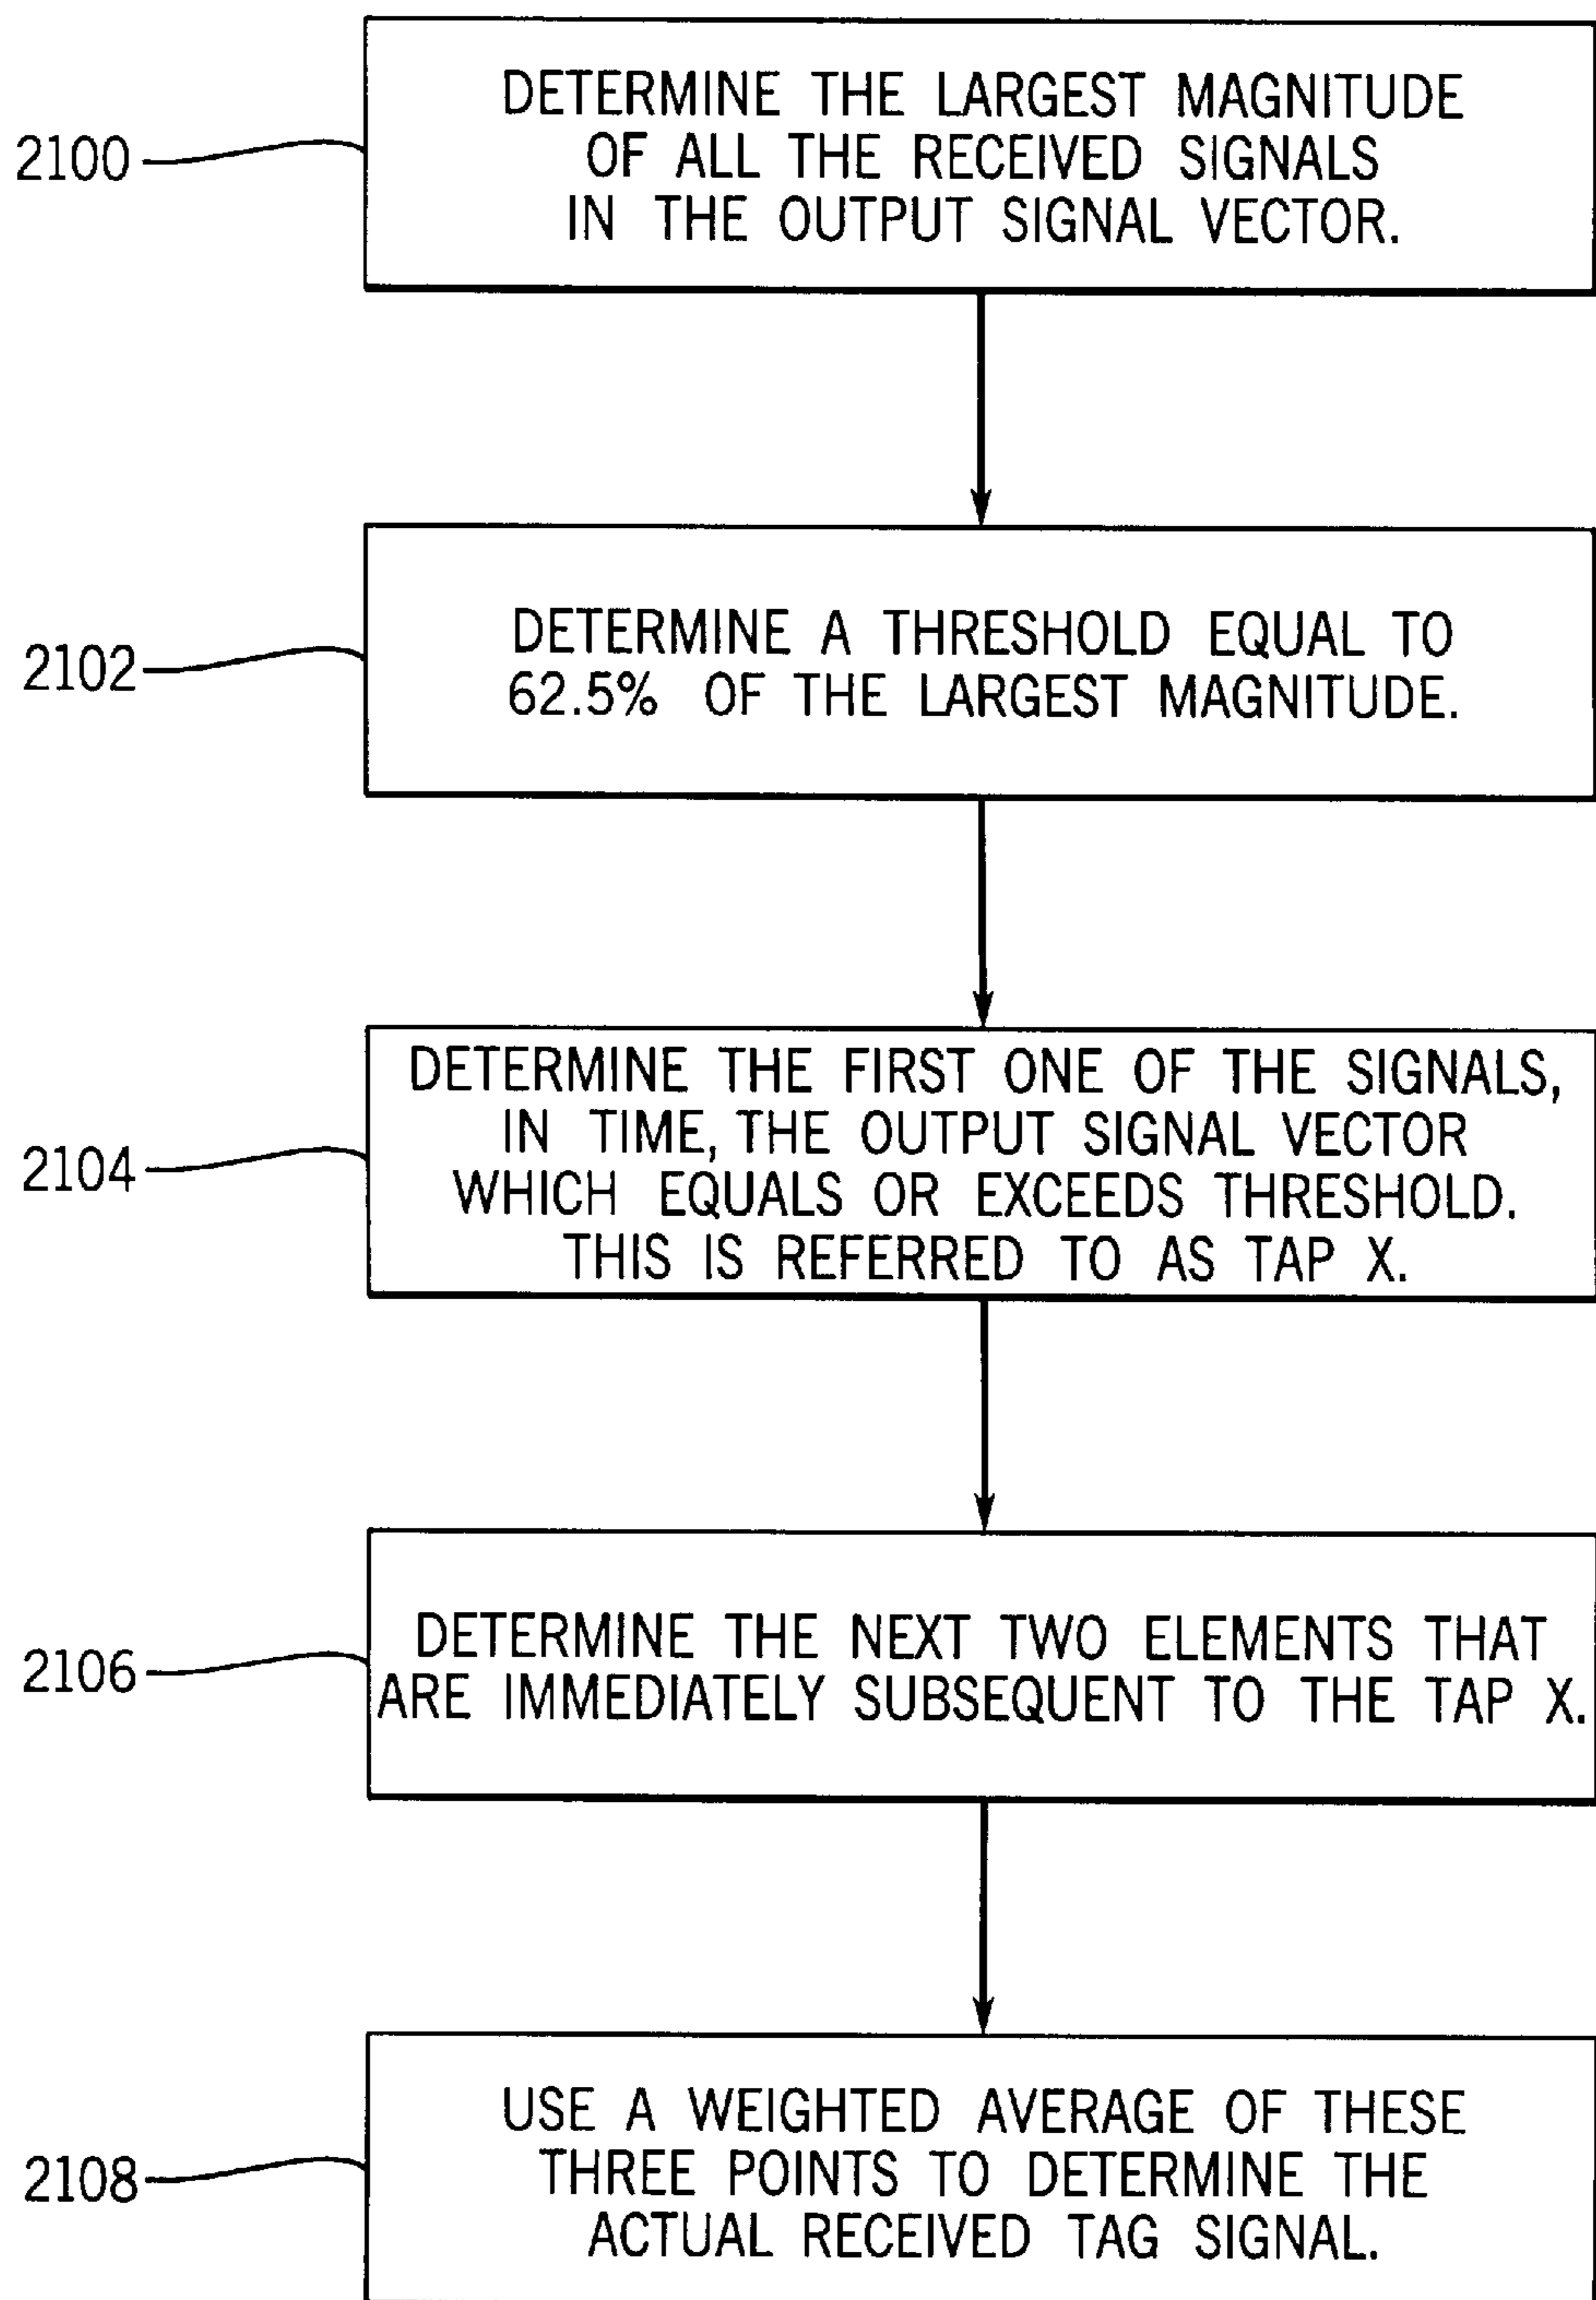 2100
DETERMINE THE LARGEST MAGNITUDE
OF ALL THE RECEIVED SIGNALS
IN THE OUTPUT SIGNAL VECTOR.
2102
DETERMINE A THRESHOLD EQUAL TO
62.5% OF THE LARGEST MAGNITUDE.
2104
DETERMINE THE FIRST ONE OF THE SIGNALS,
IN TIME, THE OUTPUT SIGNAL VECTOR
WHICH EQUALS OR EXCEEDS THRESHOLD.
THIS IS REFERRED TO AS TAP X.
2106
DETERMINE THE NEXT TWO ELEMENTS THAT
ARE IMMEDIATELY SUBSEQUENT TO THE TAP X.
2108
USE A WEIGHTED AVERAGE OF THESE
THREE POINTS TO DETERMINE THE
ACTUAL RECEIVED TAG SIGNAL.